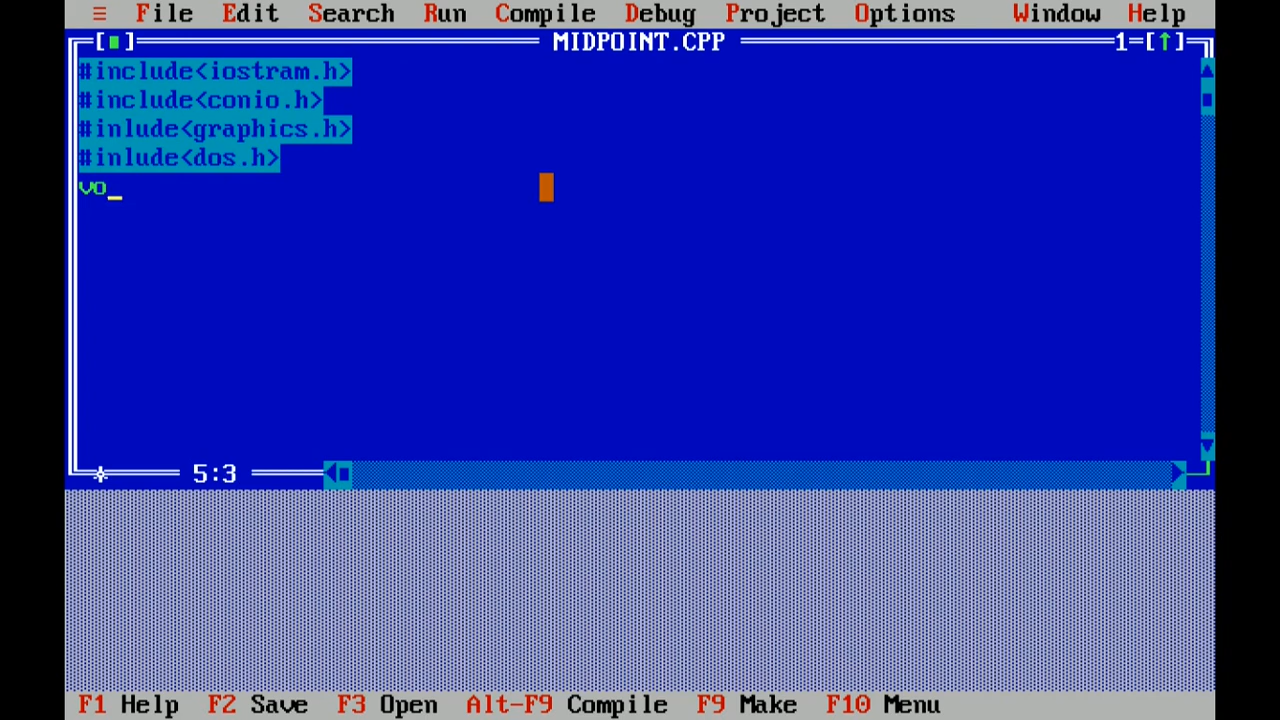 ≡ File Edit Search Run Compile Debug Project Options Window Help
[■] MIDPOINT.CPP 1=[↑]
#include<iostram.h>
#include<conio.h>
#inlude<graphics.h>
#inlude<dos.h>
vo_
5:3
F1 Help F2 Save F3 Open Alt-F9 Compile F9 Make F10 Menu